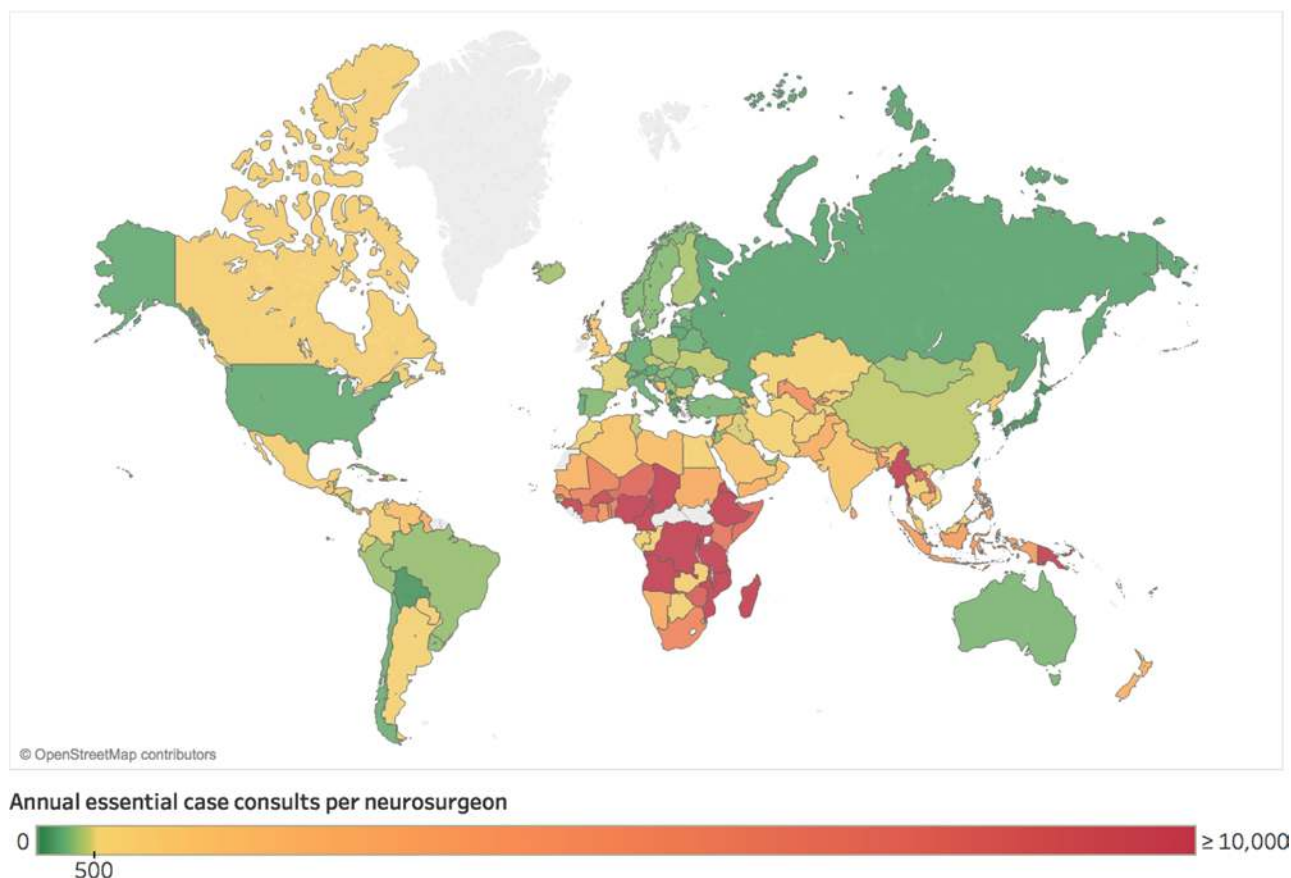 © OpenStreetMap contributors
Annual essential case consults per neurosurgeon
0 ≥ 10,000
500